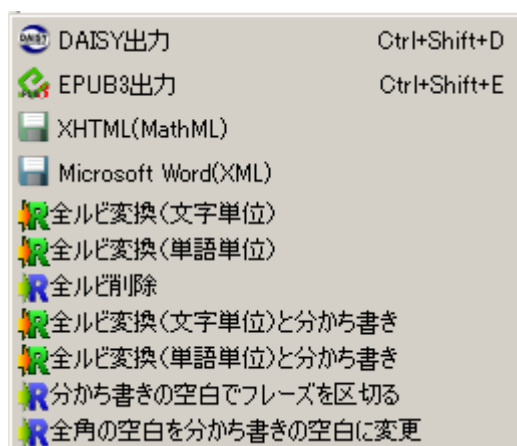 DAISY出力 Ctrl+Shift+D
EPUB3出力 Ctrl+Shift+E
XHTML(MathML)
Microsoft Word(XML)
全ルビ変換(文字単位)
全ルビ変換(単語単位)
全ルビ削除
全ルビ変換(文字単位)と分かち書き
全ルビ変換(単語単位)と分かち書き
分かち書きの空白でフレーズを区切る
全角の空白を分かち書きの空白に変更